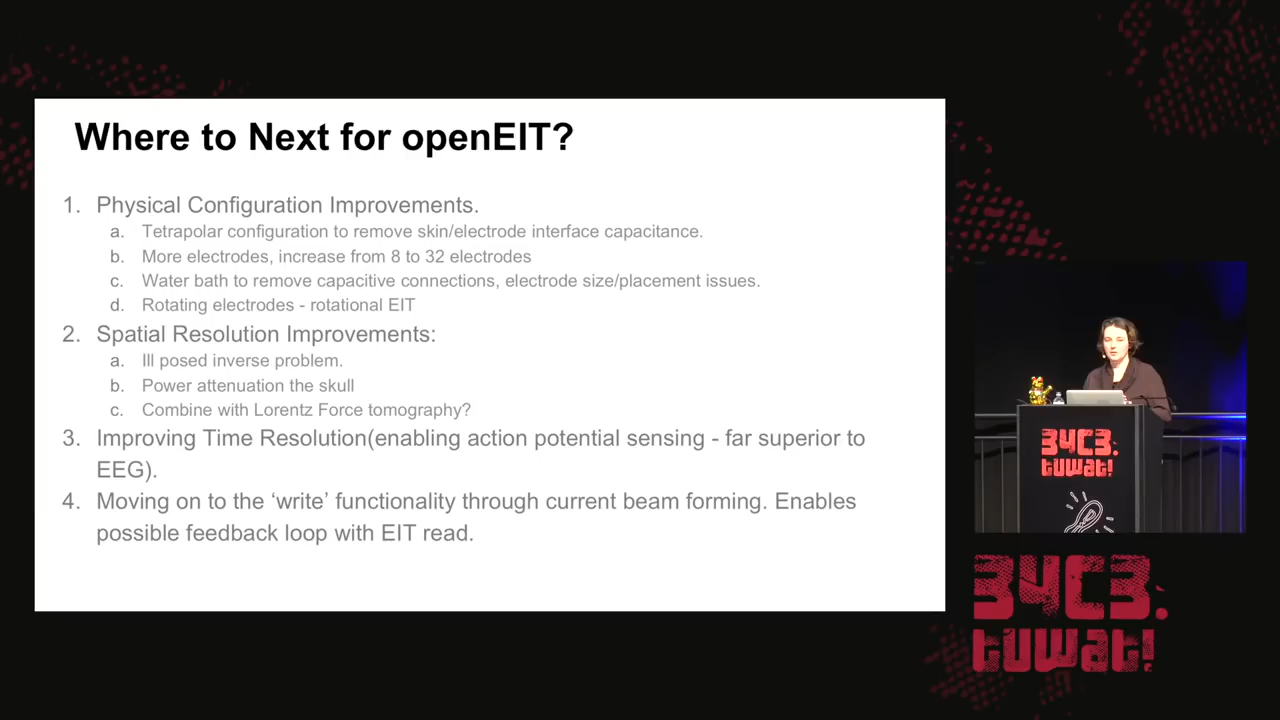 Where to Next for openEIT?
1. Physical Configuration Improvements.
a. Tetrapolar configuration to remove skin/electrode interface capacitance.
b. More electrodes, increase from 8 to 32 electrodes
c. Water bath to remove capacitive connections, electrode size/placement issues.
d. Rotating electrodes - rotational EIT
2. Spatial Resolution Improvements:
a. Ill posed inverse problem.
b. Power attenuation the skull
c. Combine with Lorentz Force tomography?
3. Improving Time Resolution(enabling action potential sensing - far superior to
EEG).
4. Moving on to the ‘write’ functionality through current beam forming. Enables
possible feedback loop with EIT read.
34C3.
tuwat!
34C3.
tuwat!